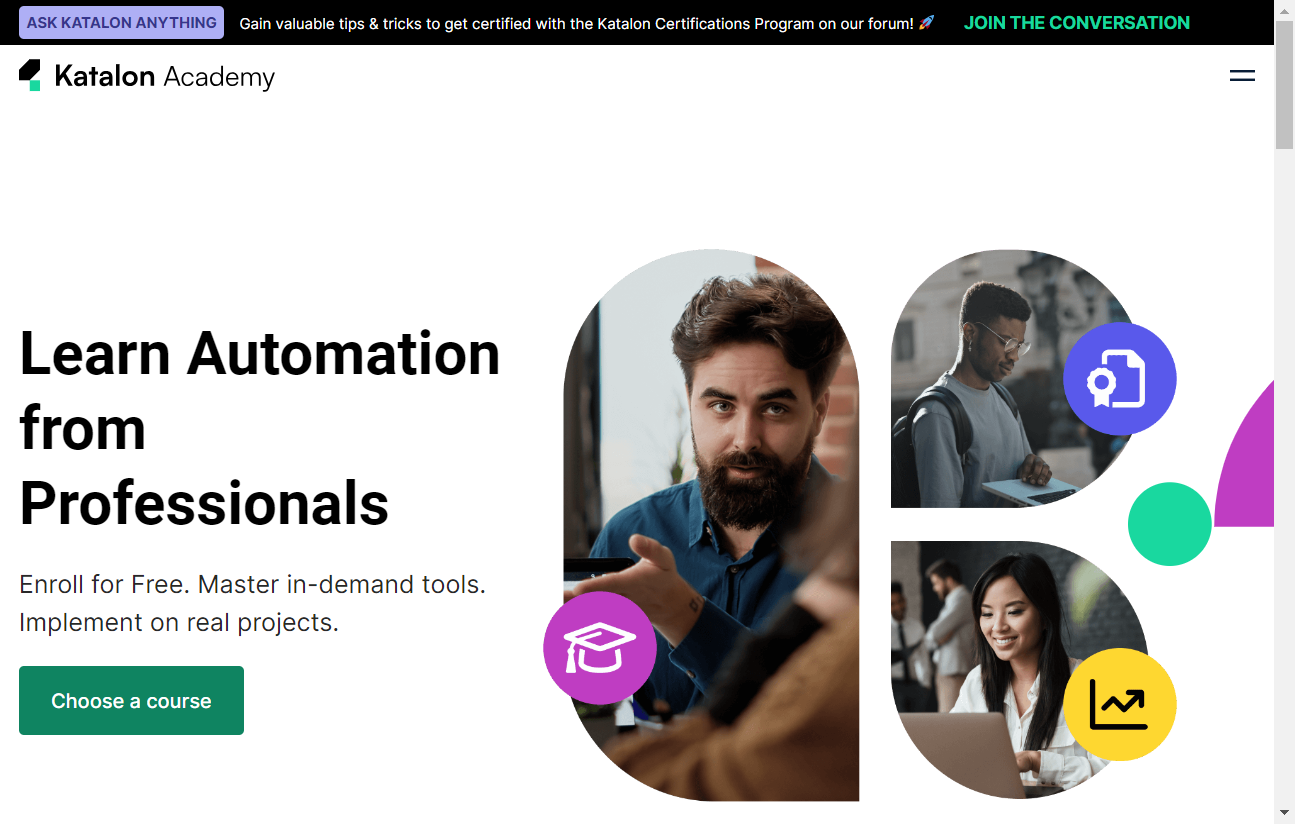 ASK KATALON ANYTHING Gain valuable tips & tricks to get certified with the Katalon Certifications Program on our forum! 🚀 JOIN THE CONVERSATION
Katalon Academy
Learn Automation
from
Professionals
Enroll for Free. Master in-demand tools.
Implement on real projects.
Choose a course